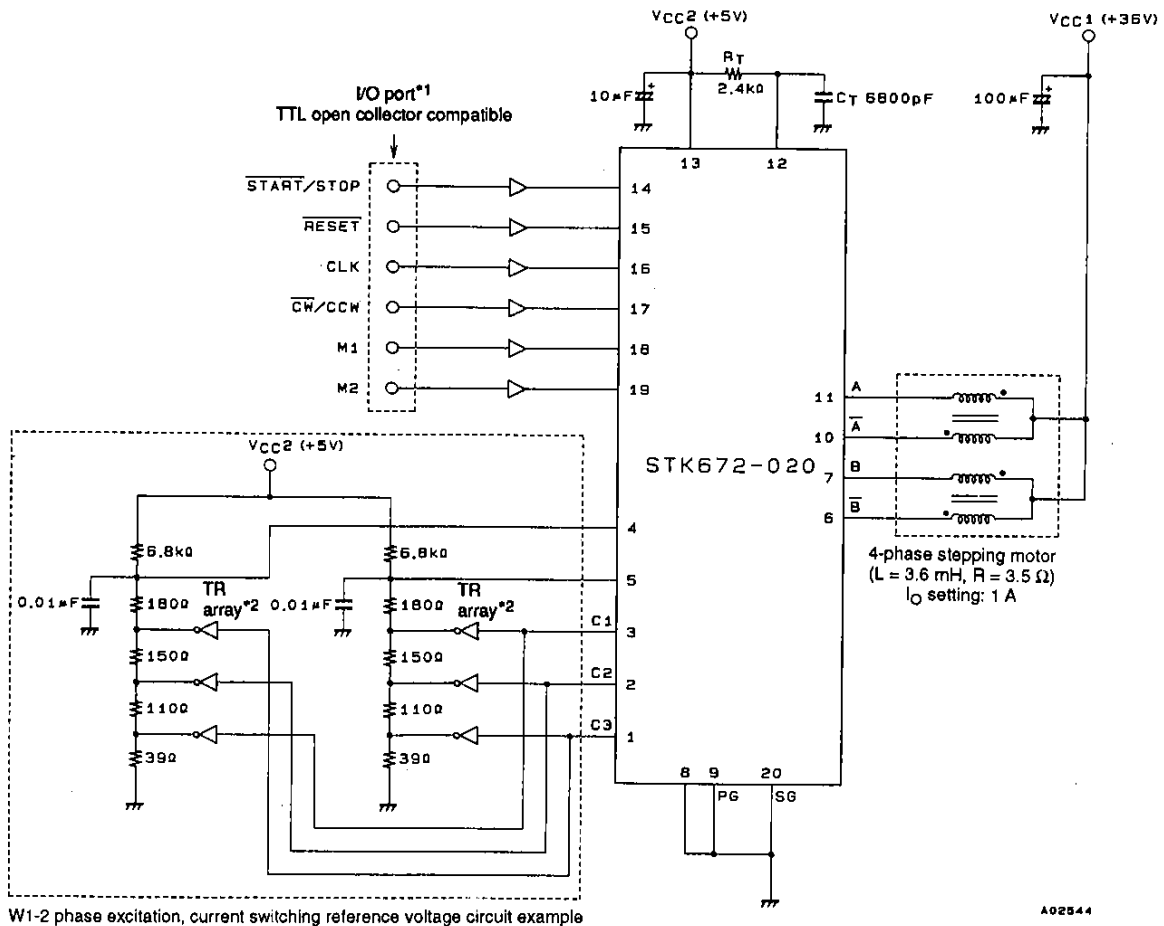 VCC2 (+5V)
VCC1 (+36V)
RT
2.4kΩ
10μF
CT 6800pF
100μF
I/O port*1
TTL open collector compatible
13
12
START/STOP
14
RESET
15
CLK
16
CW/CCW
17
M1
18
M2
19
11
A
10
A
7
B
6
B
STK672-020
4-phase stepping motor
(L = 3.6 mH, R = 3.5 Ω)
IO setting: 1 A
VCC2 (+5V)
4
6.8kΩ
6.8kΩ
5
0.01μF
180Ω
TR
array*2
0.01μF
180Ω
TR
array*2
C1
3
150Ω
150Ω
C2
2
110Ω
110Ω
C3
1
39Ω
39Ω
8
9
20
PG
SG
W1-2 phase excitation, current switching reference voltage circuit example
A02544